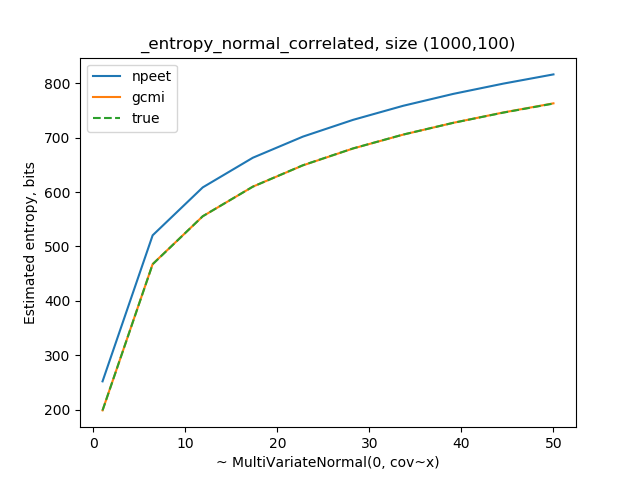 _entropy_normal_correlated, size (1000,100)
npeet
gcmi
true
Estimated entropy, bits
800
700
600
500
400
300
200
0 10 20 30 40 50
~ MultiVariateNormal(0, cov~x)